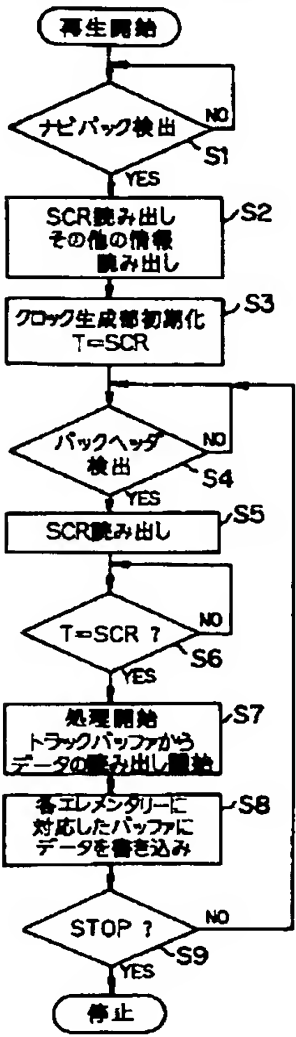 再生開始
ナビパック検出
NO
S1
YES
SCR読み出し
その他の情報
読み出し
S2
クロック生成部初期化
T=SCR
S3
パックヘッダ
検出
NO
S4
YES
SCR読み出し
S5
T=SCR ?
NO
S6
YES
処理開始
トラックバッファから
データの読み出し開始
S7
各エレメンタリーに
対応したバッファに
データを書き込み
S8
STOP ?
NO
S9
YES
停止